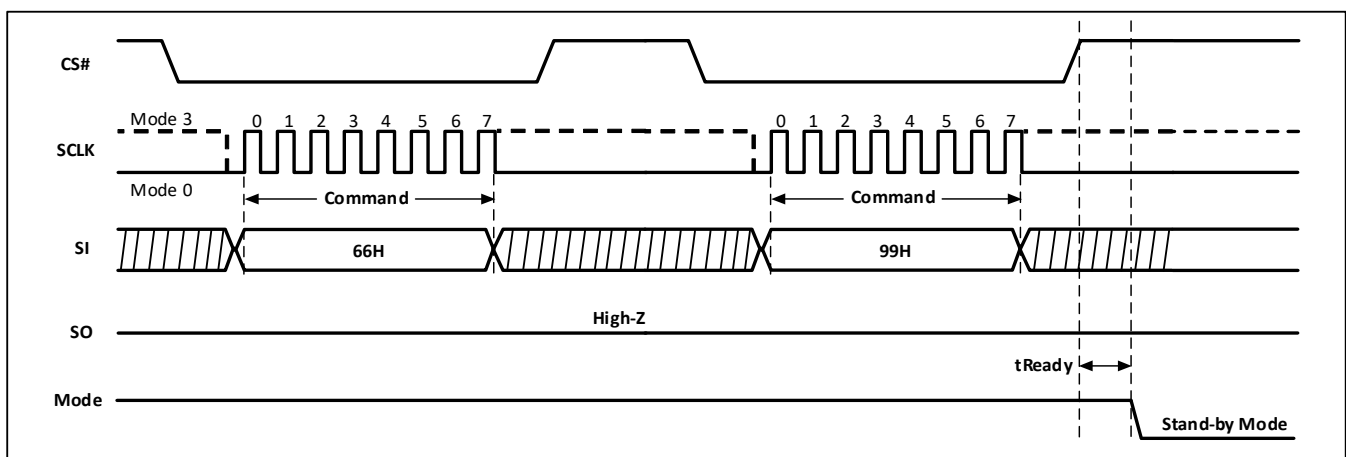 CS#
Mode 3
0 1 2 3 4 5 6 7
0 1 2 3 4 5 6 7
SCLK
Mode 0
Command
Command
SI
66H
99H
High-Z
SO
tReady
Mode
Stand-by Mode